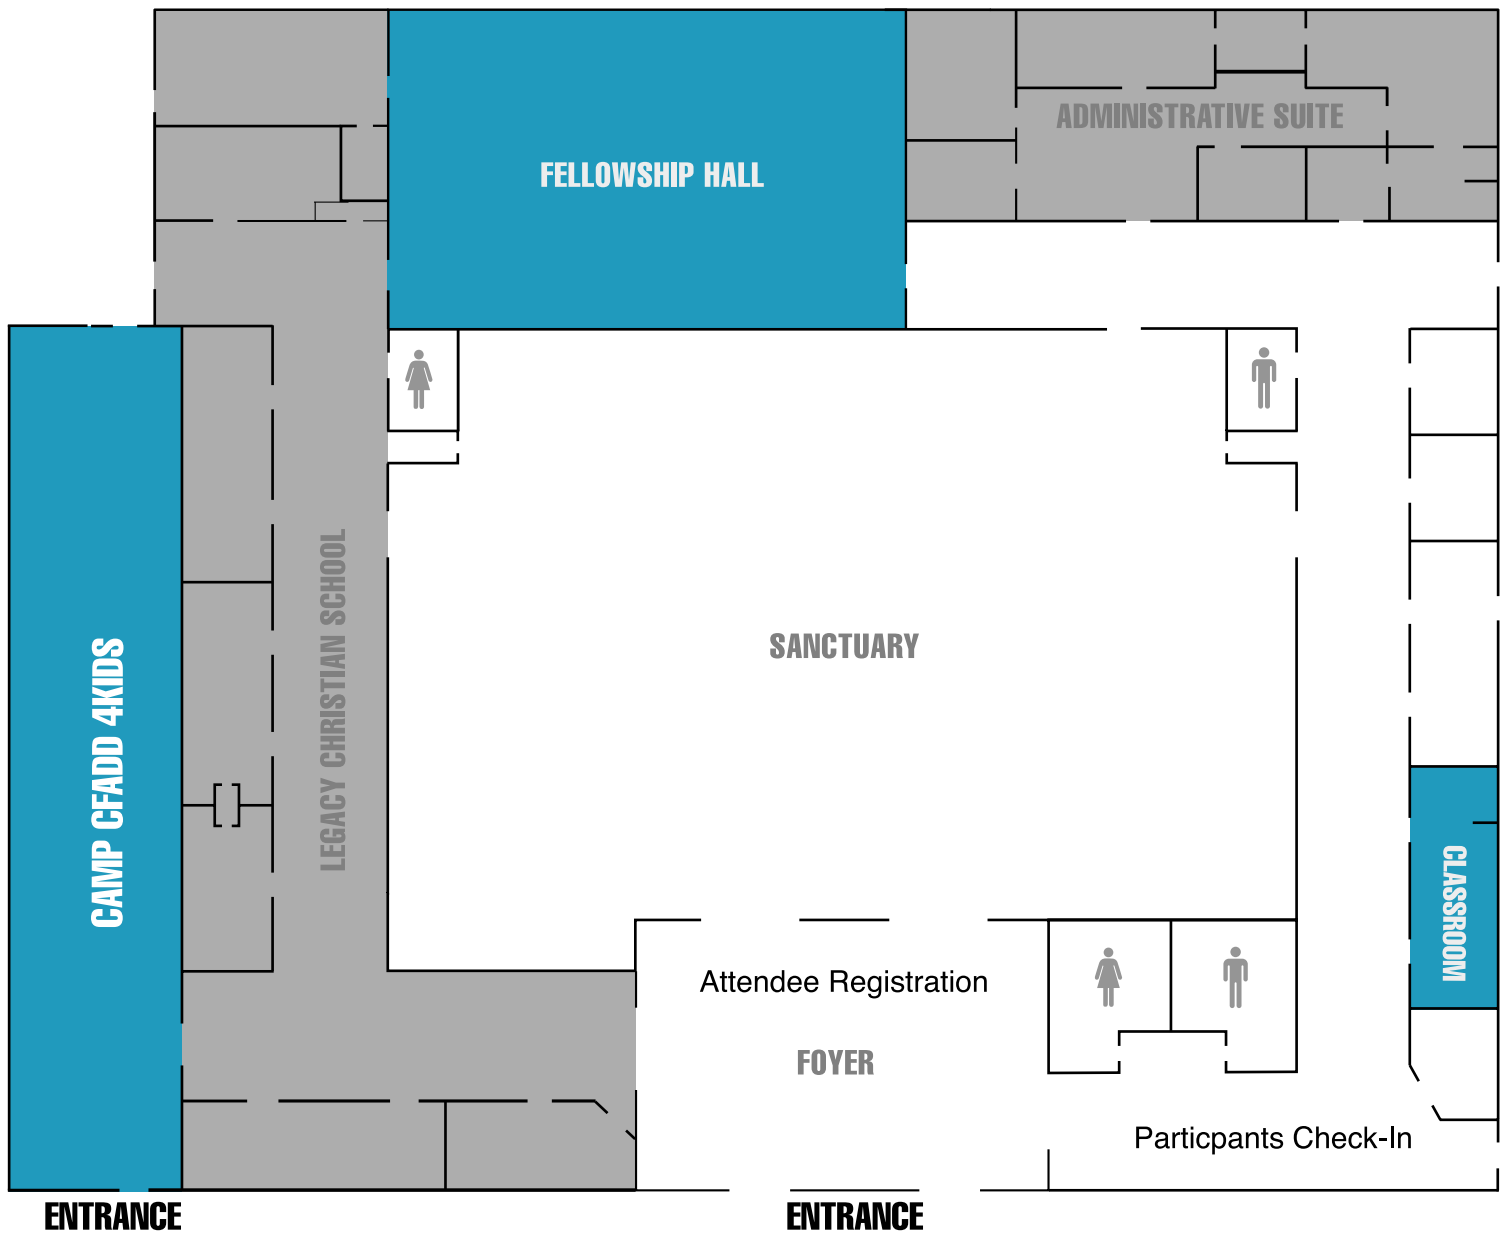 ADMINISTRATIVE SUITE
FELLOWSHIP HALL
LEGACY CHRISTIAN SCHOOL
SANCTUARY
CAMP CFADD 4KIDS
CLASSROOM
Attendee Registration
FOYER
Particpants Check-In
ENTRANCE
ENTRANCE